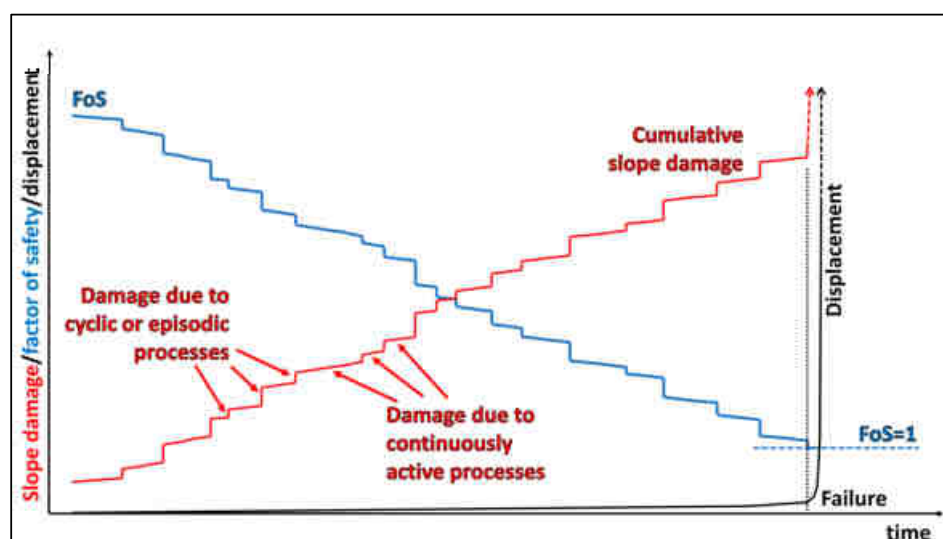 Slope damage/factor of safety/displacement
FoS
Cumulative
slope damage
Damage due to
cyclic or episodic
processes
Damage due to
continuously
active processes
Displacement
FoS=1
Failure
time